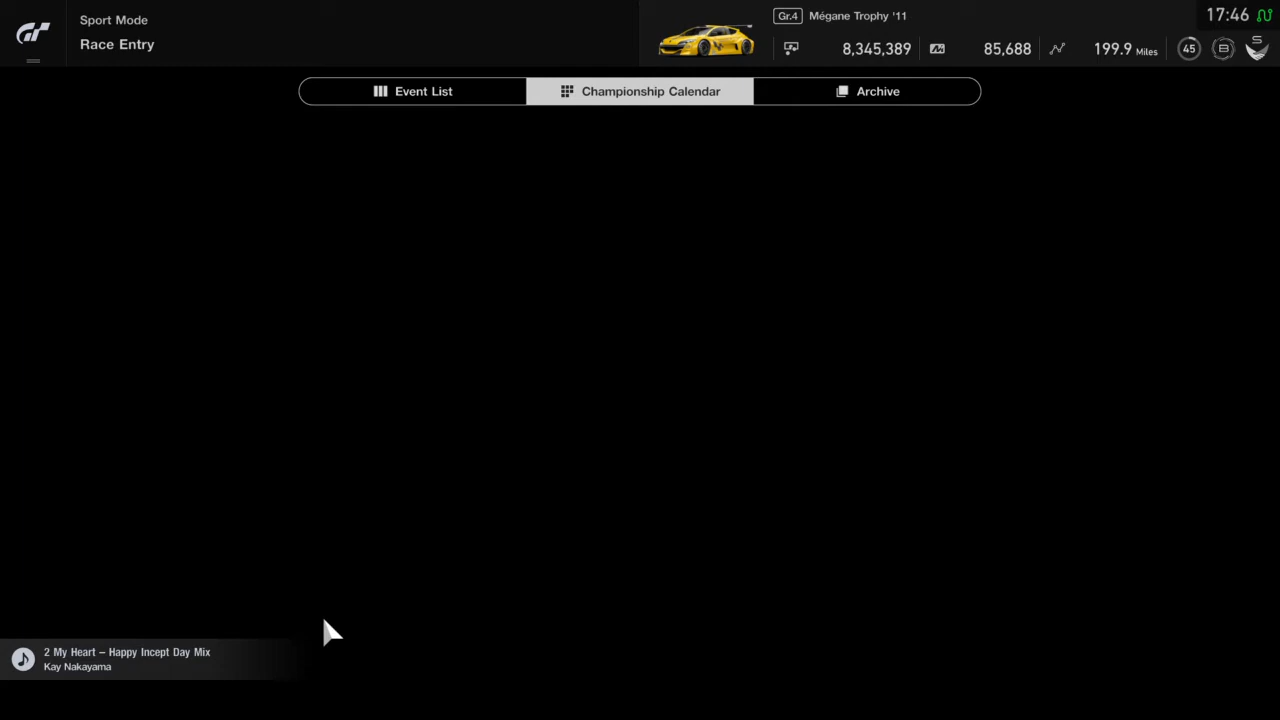 Sport Mode
Race Entry
Gr.4 Mégane Trophy '11
17:46
8,345,389
85,688
199.9 Miles
45
B
S
Event List
Championship Calendar
Archive
2 My Heart – Happy Incept Day Mix
Kay Nakayama